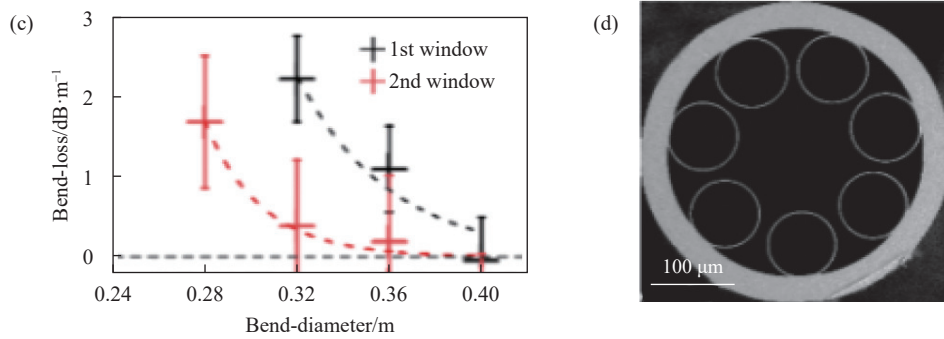 (c)
3
2
1
0
Bend-loss/dB·m⁻¹
1st window
2nd window
0.24 0.28 0.32 0.36 0.40
Bend-diameter/m
(d)
100 μm